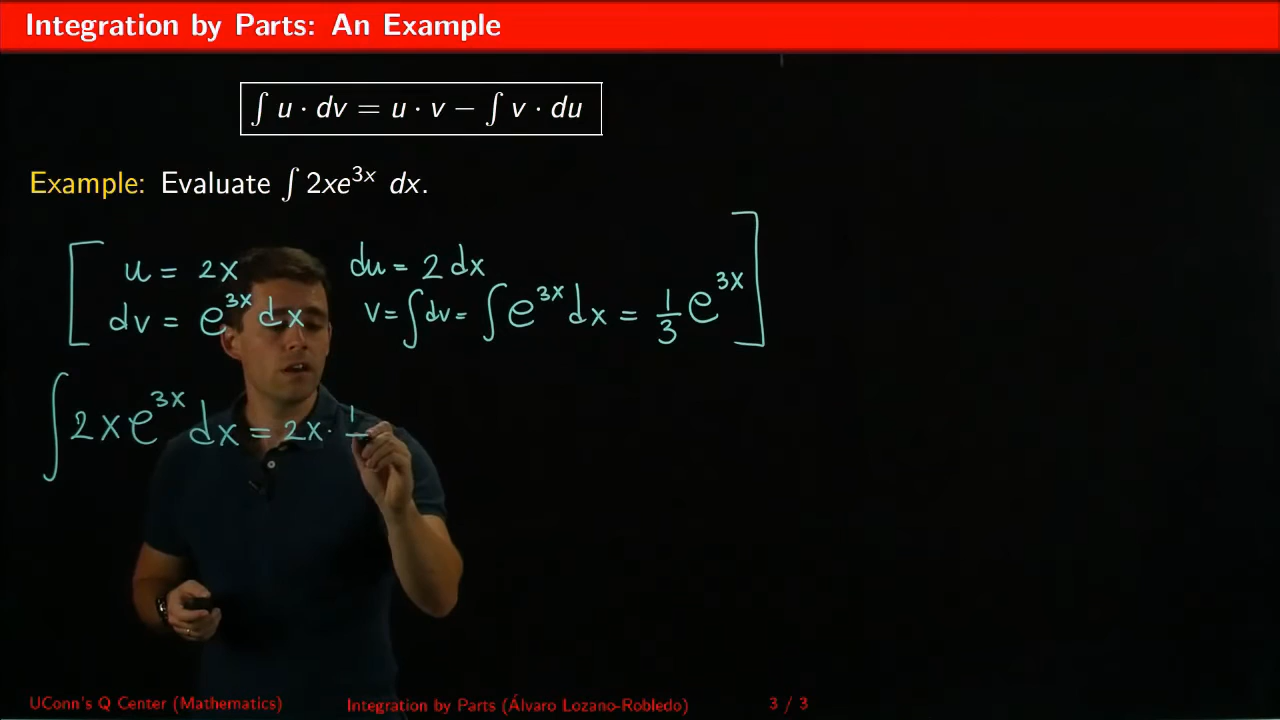 Integration by Parts: An Example
∫ u · dv = u · v − ∫ v · du
Example: Evaluate ∫ 2xe^{3x} dx.
u = 2x du = 2 dx
dv = e^{3x} dx v = ∫ dv = ∫ e^{3x} dx = 1/3 e^{3x}
∫ 2x e^{3x} dx = 2x · 1/
UConn's Q Center (Mathematics) Integration by Parts (Álvaro Lozano-Robledo) 3 / 3